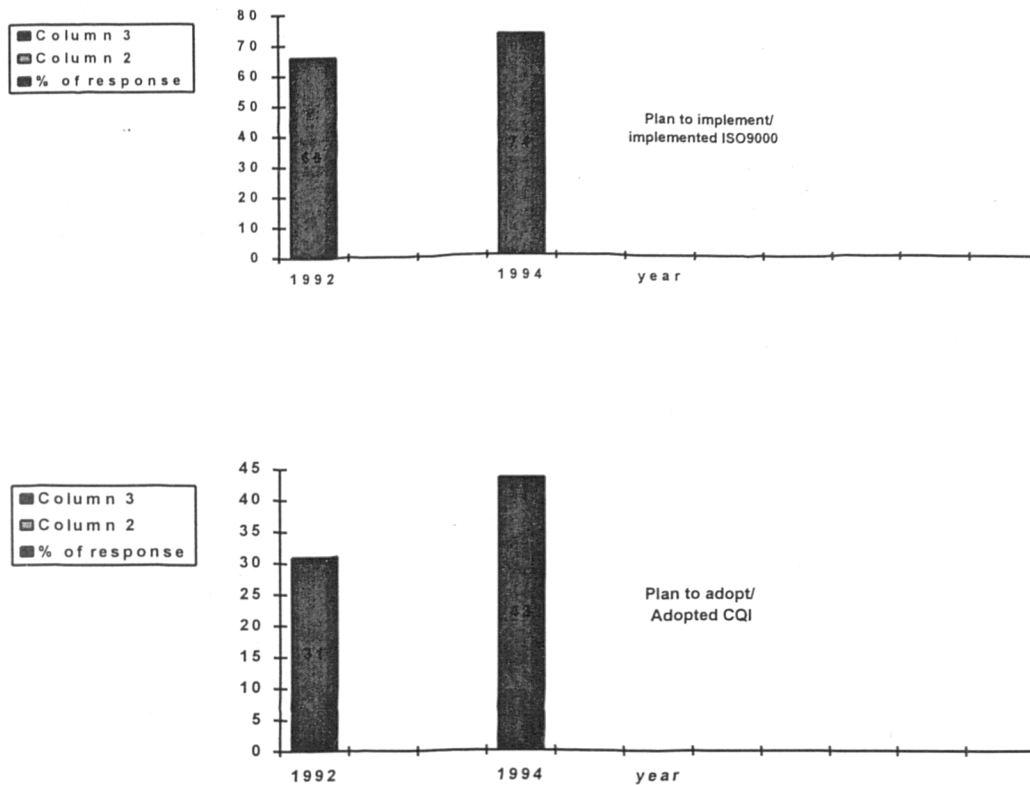 Column 3
Column 2
% of response
80
70
60
50
40
30
20
10
0
74
1992
1994
year
Plan to implement/
implemented ISO9000
Column 3
Column 2
% of response
45
40
35
30
25
20
15
10
5
0
31
43
1992
1994
year
Plan to adopt/
Adopted CQI